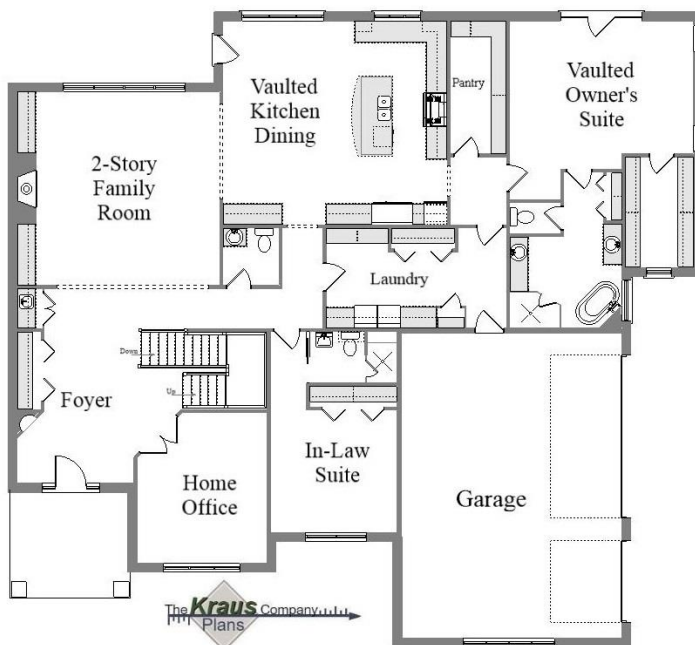 Vaulted
Kitchen
Dining
Pantry
Vaulted
Owner's
Suite
2-Story
Family
Room
Laundry
Down
Up
Foyer
In-Law
Suite
Home
Office
Garage
The Kraus Company
Plans